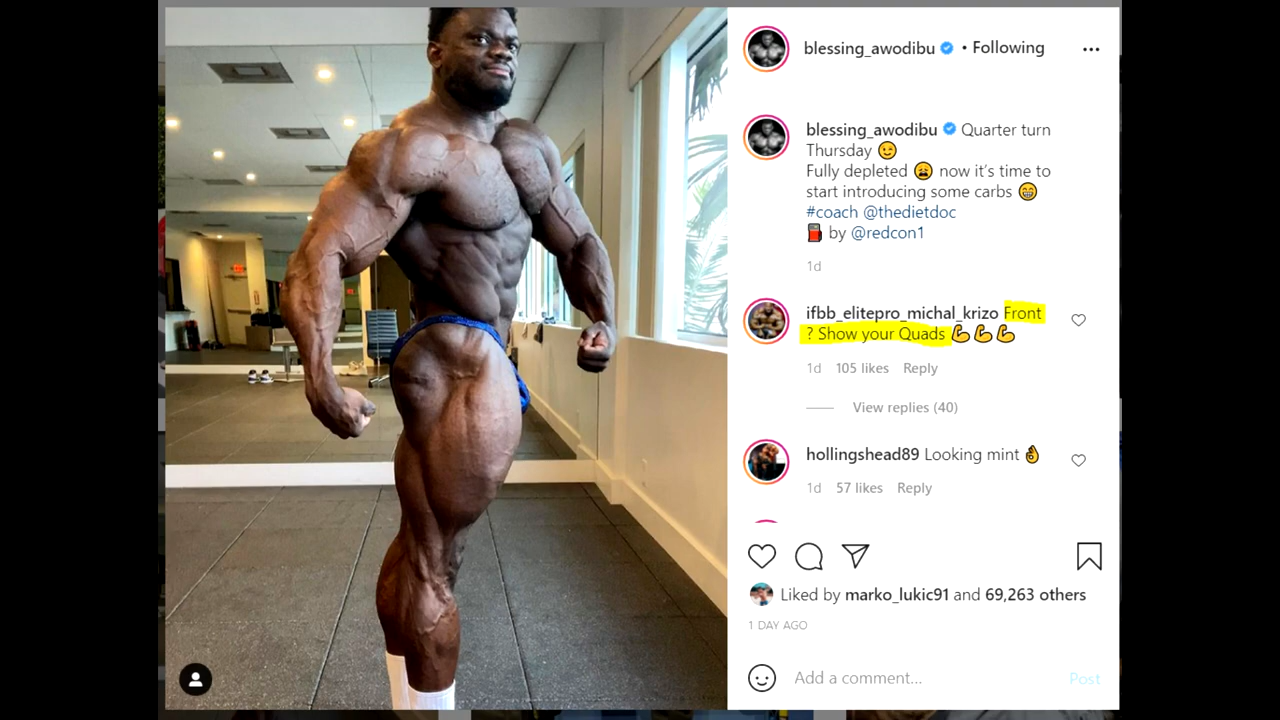 blessing_awodibu • Following
blessing_awodibu Quarter turn
Thursday 😉
Fully depleted 😩 now it's time to
start introducing some carbs 😁
#coach @thedietdoc
⛽ by @redcon1
1d
ifbb_elitepro_michal_krizo Front
? Show your Quads 💪💪💪
1d 105 likes Reply
View replies (40)
hollingshead89 Looking mint 👌
1d 57 likes Reply
Liked by marko_lukic91 and 69,263 others
1 DAY AGO
Add a comment...
Post